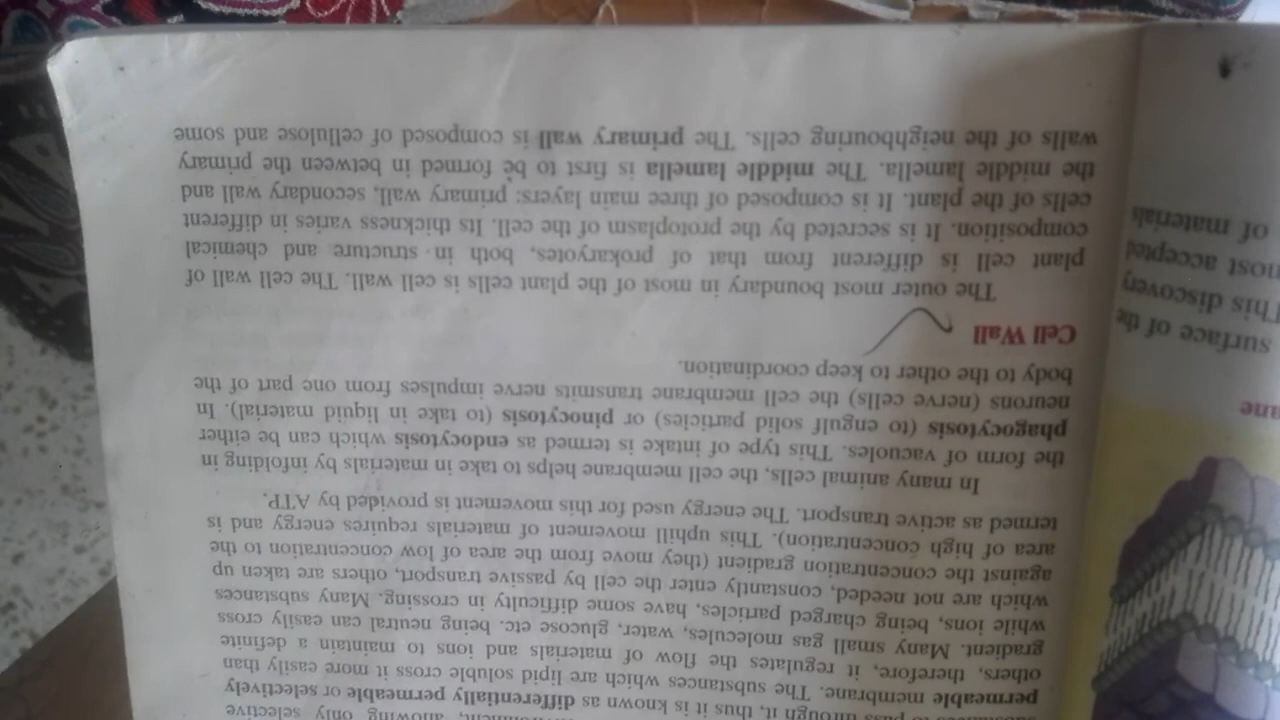 substances to pass through it, thus it is known as differentially permeable or selectively
permeable membrane. The substances which are lipid soluble cross it more easily than
others, therefore, it regulates the flow of materials and ions to maintain a definite
gradient. Many small gas molecules, water, glucose etc. being neutral can easily cross
while ions, being charged particles, have some difficulty in crossing. Many substances
which are not needed, constantly enter the cell by passive transport, others are taken up
against the concentration gradient (they move from the area of low concentration to the
area of high concentration). This uphill movement of materials requires energy and is
termed as active transport. The energy used for this movement is provided by ATP.
In many animal cells, the cell membrane helps to take in materials by infolding in
the form of vacuoles. This type of intake is termed as endocytosis which can be either
phagocytosis (to engulf solid particles) or pinocytosis (to take in liquid material). In
neurons (nerve cells) the cell membrane transmits nerve impulses from one part of the
body to the other to keep coordination.
Cell Wall
The outer most boundary in most of the plant cells is cell wall. The cell wall of
plant cell is different from that of prokaryotes, both in structure and chemical
composition. It is secreted by the protoplasm of the cell. Its thickness varies in different
cells of the plant. It is composed of three main layers: primary wall, secondary wall and
the middle lamella. The middle lamella is first to be formed in between the primary
walls of the neighbouring cells. The primary wall is composed of cellulose and some
ane
surface of the
This discovery
most accepted
of materials